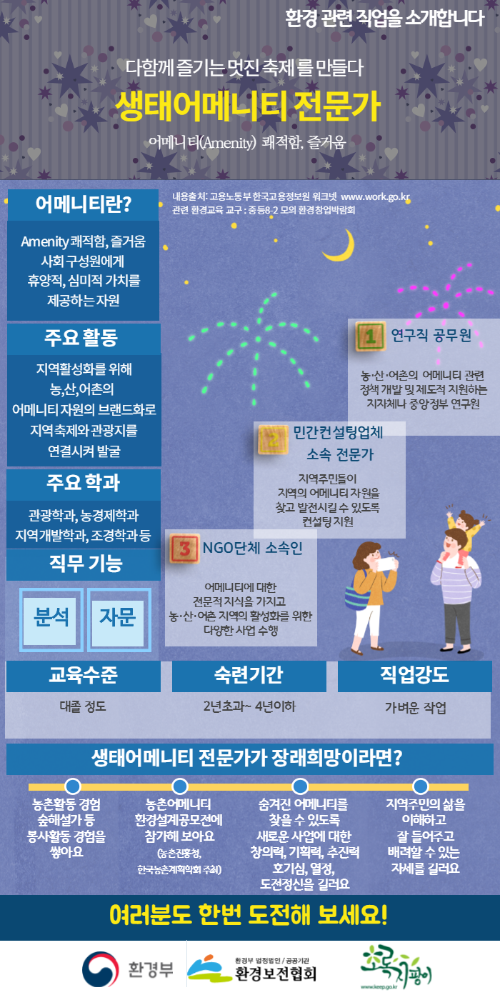 환경 관련 직업을 소개합니다
다함께 즐기는 멋진 축제 를 만들다
생태어메니티 전문가
어메니티(Amenity) 쾌적함, 즐거움
내용출처: 고용노동부 한국고용정보원 워크넷 www.work.go.kr
관련 환경교육 교구 : 중등8-2 모의 환경창업박람회
어메니티란?
Amenity 쾌적함, 즐거움
사회 구성원에게
휴양적, 심미적 가치를
제공하는 자원
주요 활동
지역활성화를 위해
농,산,어촌의
어메니티 자원의 브랜드화로
지역축제와 관광지를
연결시켜 발굴
주요 학과
관광학과, 농경제학과
지역개발학과, 조경학과 등
직무 기능
분석
자문
1 연구직 공무원
농·산·어촌의 어메니티 관련
정책 개발 및 제도적 지원하는
지자체나 중앙정부 연구원
2 민간컨설팅업체
소속 전문가
지역주민들이
지역의 어메니티 자원을
찾고 발전시킬 수 있도록
컨설팅 지원
3 NGO단체 소속인
어메니티에 대한
전문적 지식을 가지고
농·산·어촌 지역의 활성화를 위한
다양한 사업 수행
교육수준
대졸 정도
숙련기간
2년초과~ 4년이하
직업강도
가벼운 작업
생태어메니티 전문가가 장래희망이라면?
농촌활동 경험
숲해설가 등
봉사활동 경험을
쌓아요
농촌어메니티
환경설계공모전에
참가해 보아요
(농촌진흥청,
한국농촌계획학회 주최)
숨겨진 어메니티를
찾을 수 있도록
새로운 사업에 대한
창의력, 기획력, 추진력
호기심, 열정,
도전정신을 길러요
지역주민의 삶을
이해하고
잘 들어주고
배려할 수 있는
자세를 길러요
여러분도 한번 도전해 보세요!
환경부
환경부 법정법인 / 공공기관
환경보전협회
초록지팡이
www.keep.go.kr